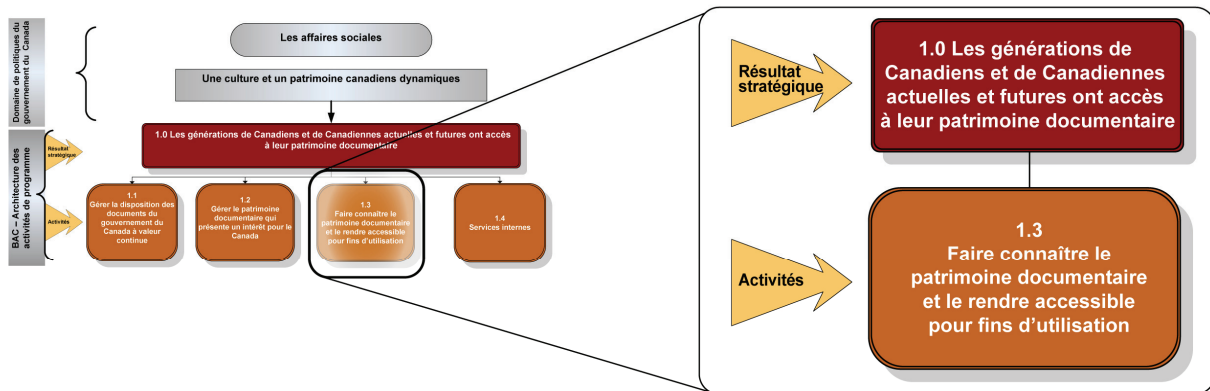 Domaine de politiques du
gouvernement du Canada
Les affaires sociales
Une culture et un patrimoine canadiens dynamiques
BAC – Architecture des
activités de programme
Résultat
stratégique
1.0 Les générations de Canadiens et de Canadiennes actuelles et futures ont accès
à leur patrimoine documentaire
Activités
1.1
Gérer la disposition des
documents du
gouvernement du
Canada à valeur
continue
1.2
Gérer le patrimoine
documentaire qui
présente un intérêt pour le
Canada
1.3
Faire connaître le
patrimoine documentaire
et le rendre accessible
pour fins d'utilisation
1.4
Services internes
Résultat
stratégique
1.0 Les générations de
Canadiens et de Canadiennes
actuelles et futures ont accès
à leur patrimoine documentaire
Activités
1.3
Faire connaître le
patrimoine documentaire
et le rendre accessible
pour fins d'utilisation